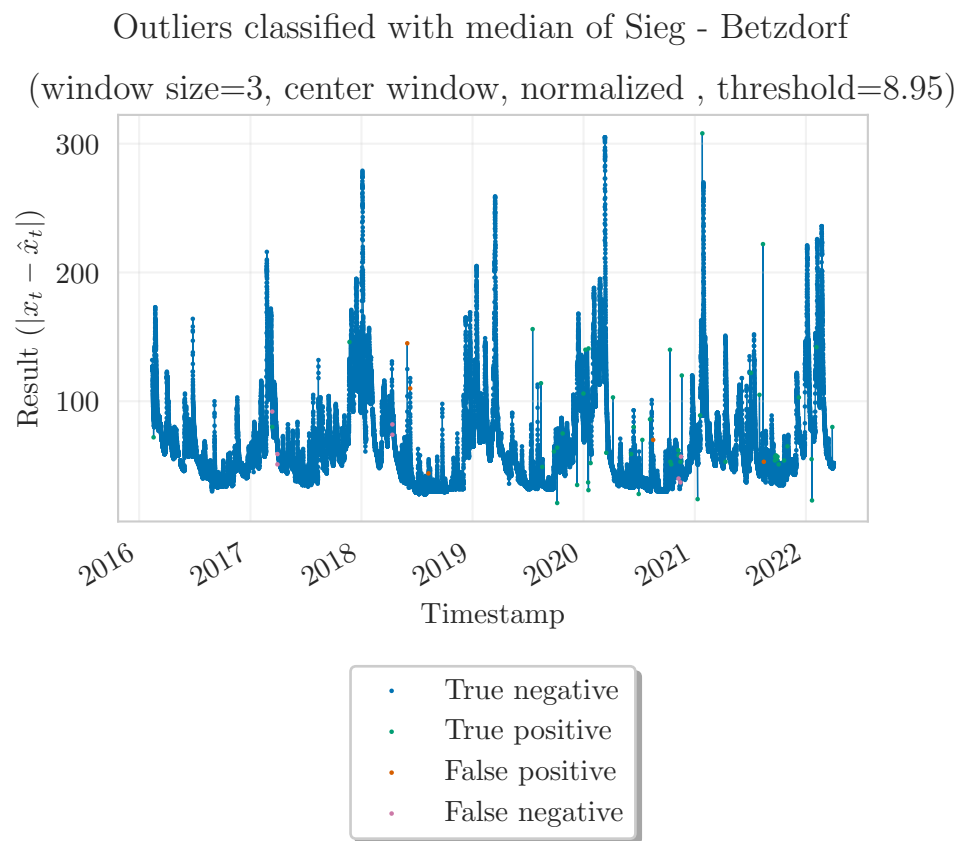 Outliers classified with median of Sieg - Betzdorf
(window size=3, center window, normalized , threshold=8.95)
Result (|x_t − x̂_t|)
300
200
100
2016
2017
2018
2019
2020
2021
2022
Timestamp
True negative
True positive
False positive
False negative